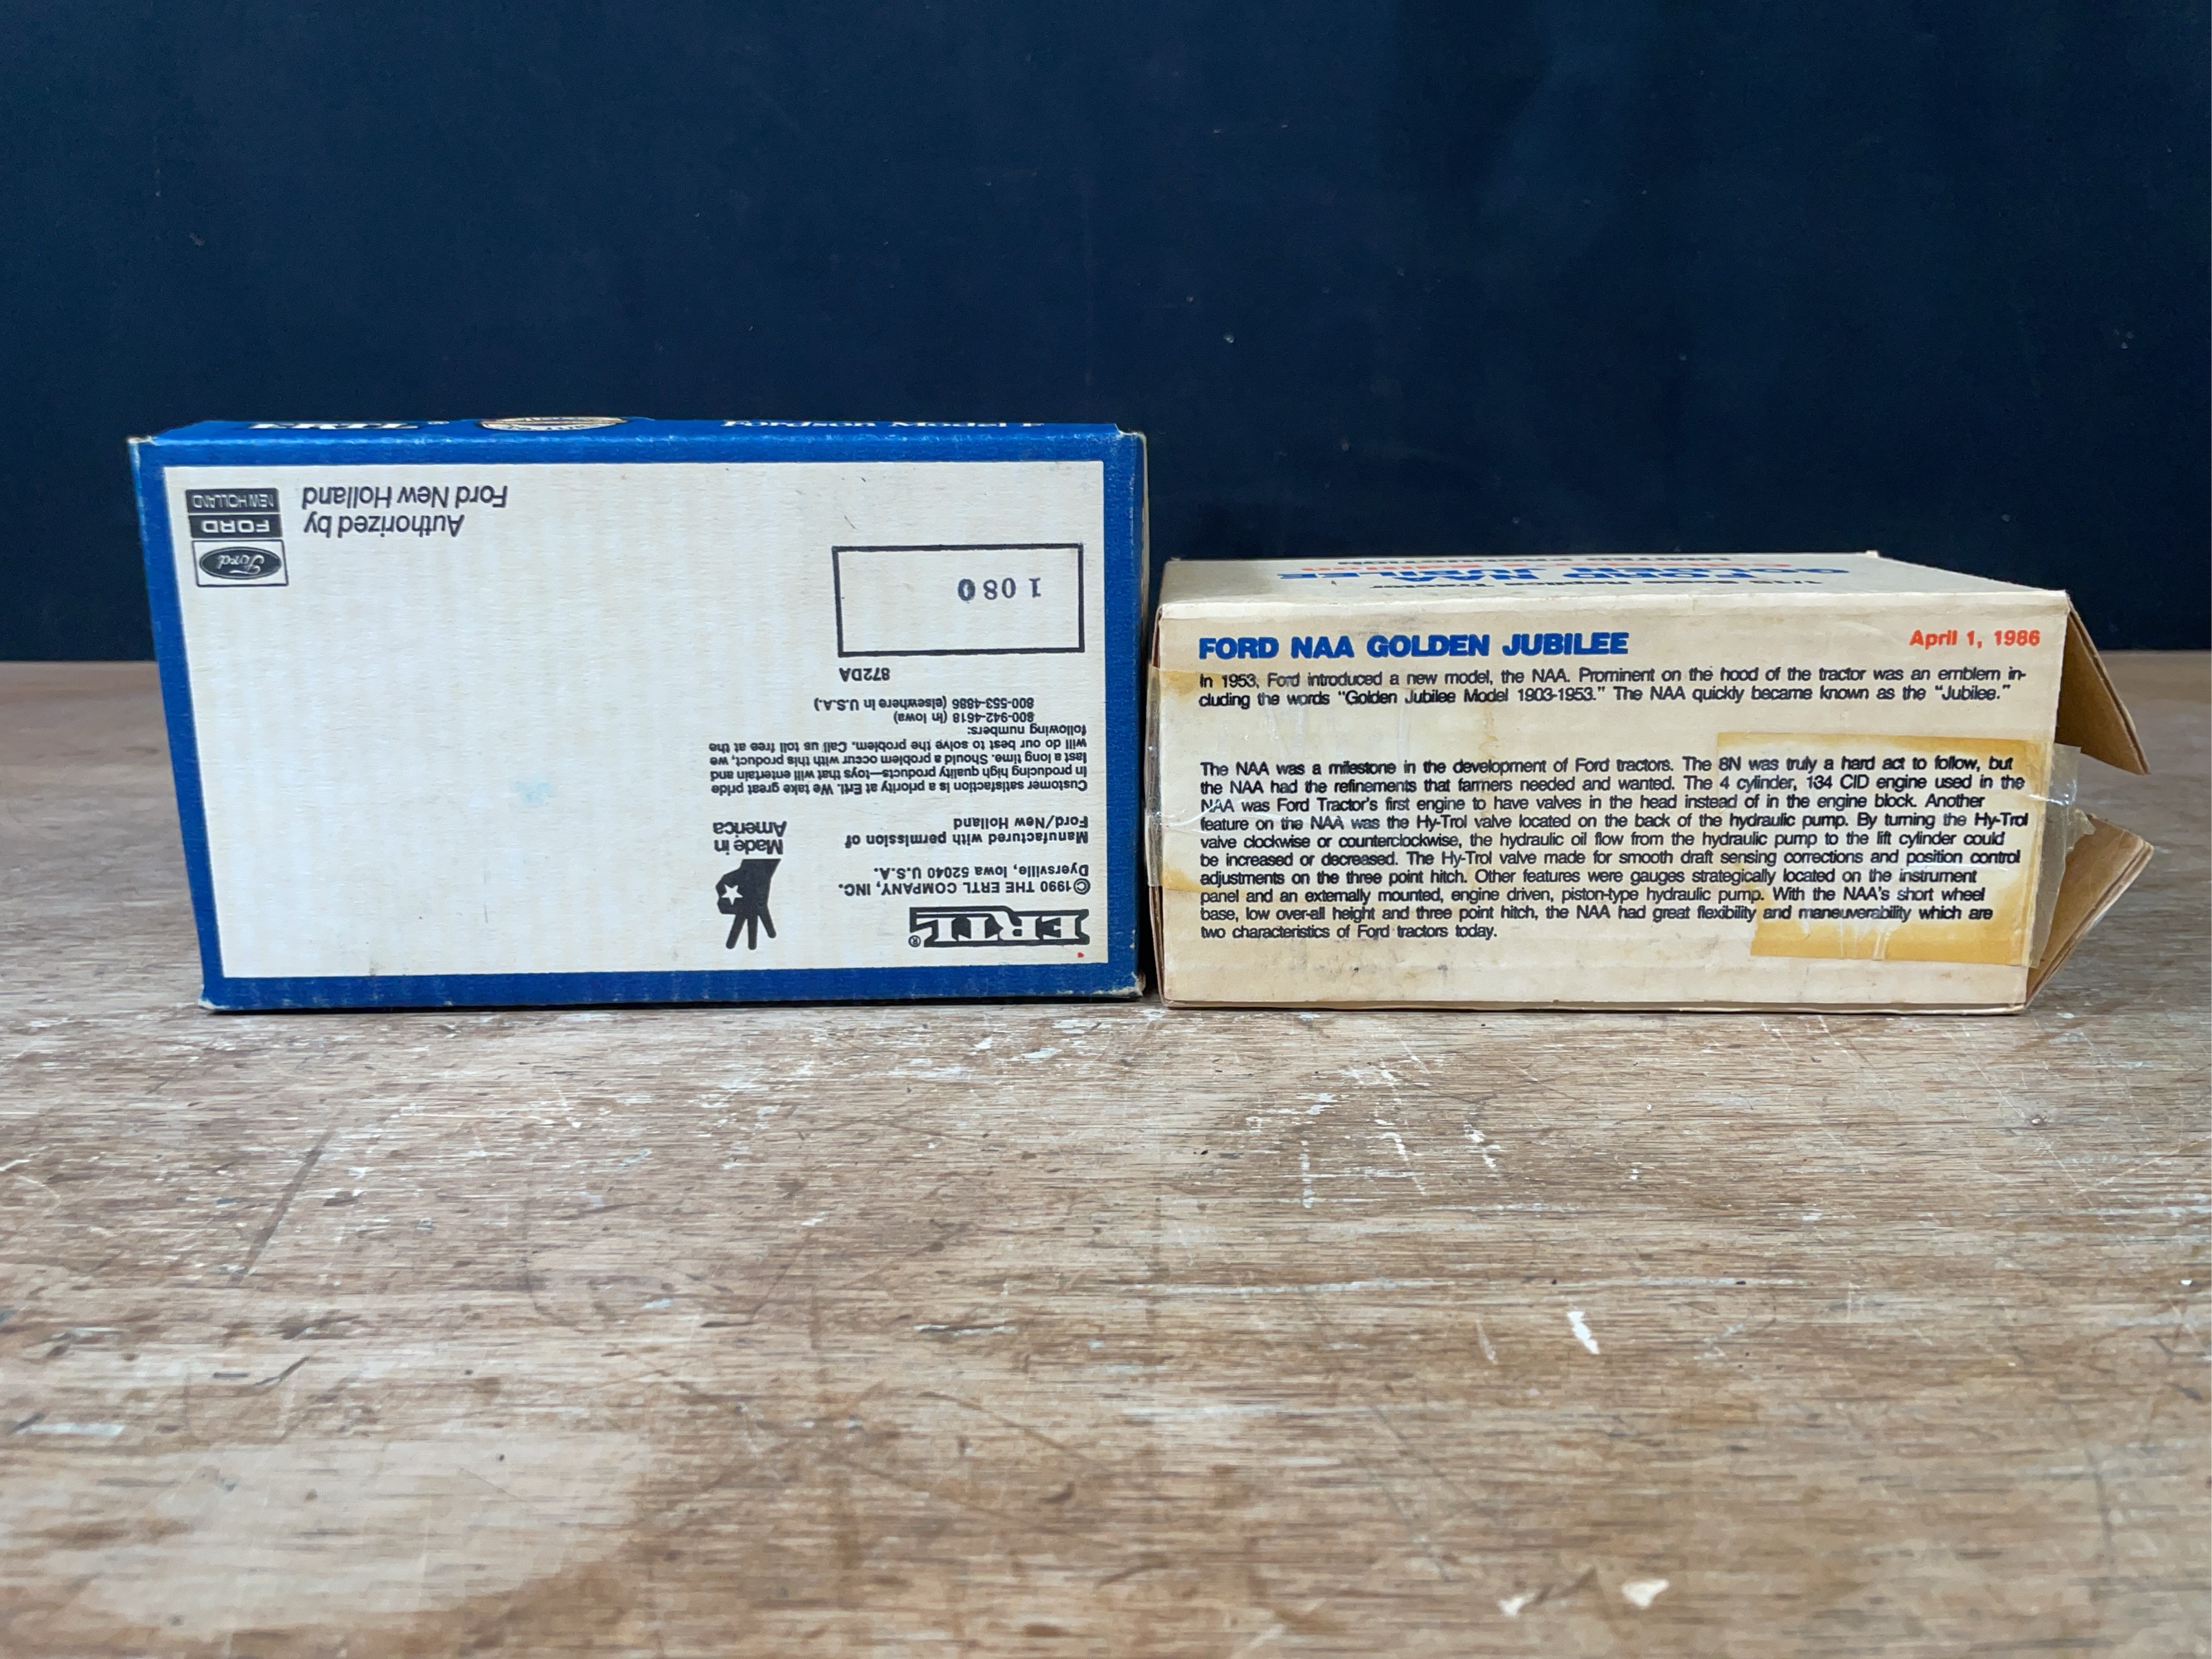 ERTL®
Fordson Model F
ERTL®
©1990 THE ERTL COMPANY, INC.
Dyersville, Iowa 52040 U.S.A.
Manufactured with permission of
Ford/New Holland
Made in
America
Customer satisfaction is a priority at Ertl. We take great pride
in producing high quality products—toys that will entertain and
last a long time. Should a problem occur with this product, we
will do our best to solve the problem. Call us toll free at the
following numbers:
800-942-4618 (in Iowa)
800-553-4886 (elsewhere in U.S.A.)
872DA
1 080
Ford
FORD
NEW HOLLAND
Authorized by
Ford New Holland
Tractor
FORD NAA
GOLDEN JUBILEE
FORD NAA GOLDEN JUBILEE
April 1, 1986
In 1953, Ford introduced a new model, the NAA. Prominent on the hood of the tractor was an emblem in-
cluding the words "Golden Jubilee Model 1903-1953." The NAA quickly became known as the "Jubilee."
The NAA was a milestone in the development of Ford tractors. The 8N was truly a hard act to follow, but
the NAA had the refinements that farmers needed and wanted. The 4 cylinder, 134 CID engine used in the
NAA was Ford Tractor's first engine to have valves in the head instead of in the engine block. Another
feature on the NAA was the Hy-Trol valve located on the back of the hydraulic pump. By turning the Hy-Trol
valve clockwise or counterclockwise, the hydraulic oil flow from the hydraulic pump to the lift cylinder could
be increased or decreased. The Hy-Trol valve made for smooth draft sensing corrections and position control
adjustments on the three point hitch. Other features were gauges strategically located on the instrument
panel and an externally mounted, engine driven, piston-type hydraulic pump. With the NAA's short wheel
base, low over-all height and three point hitch, the NAA had great flexibility and maneuverability which are
two characteristics of Ford tractors today.